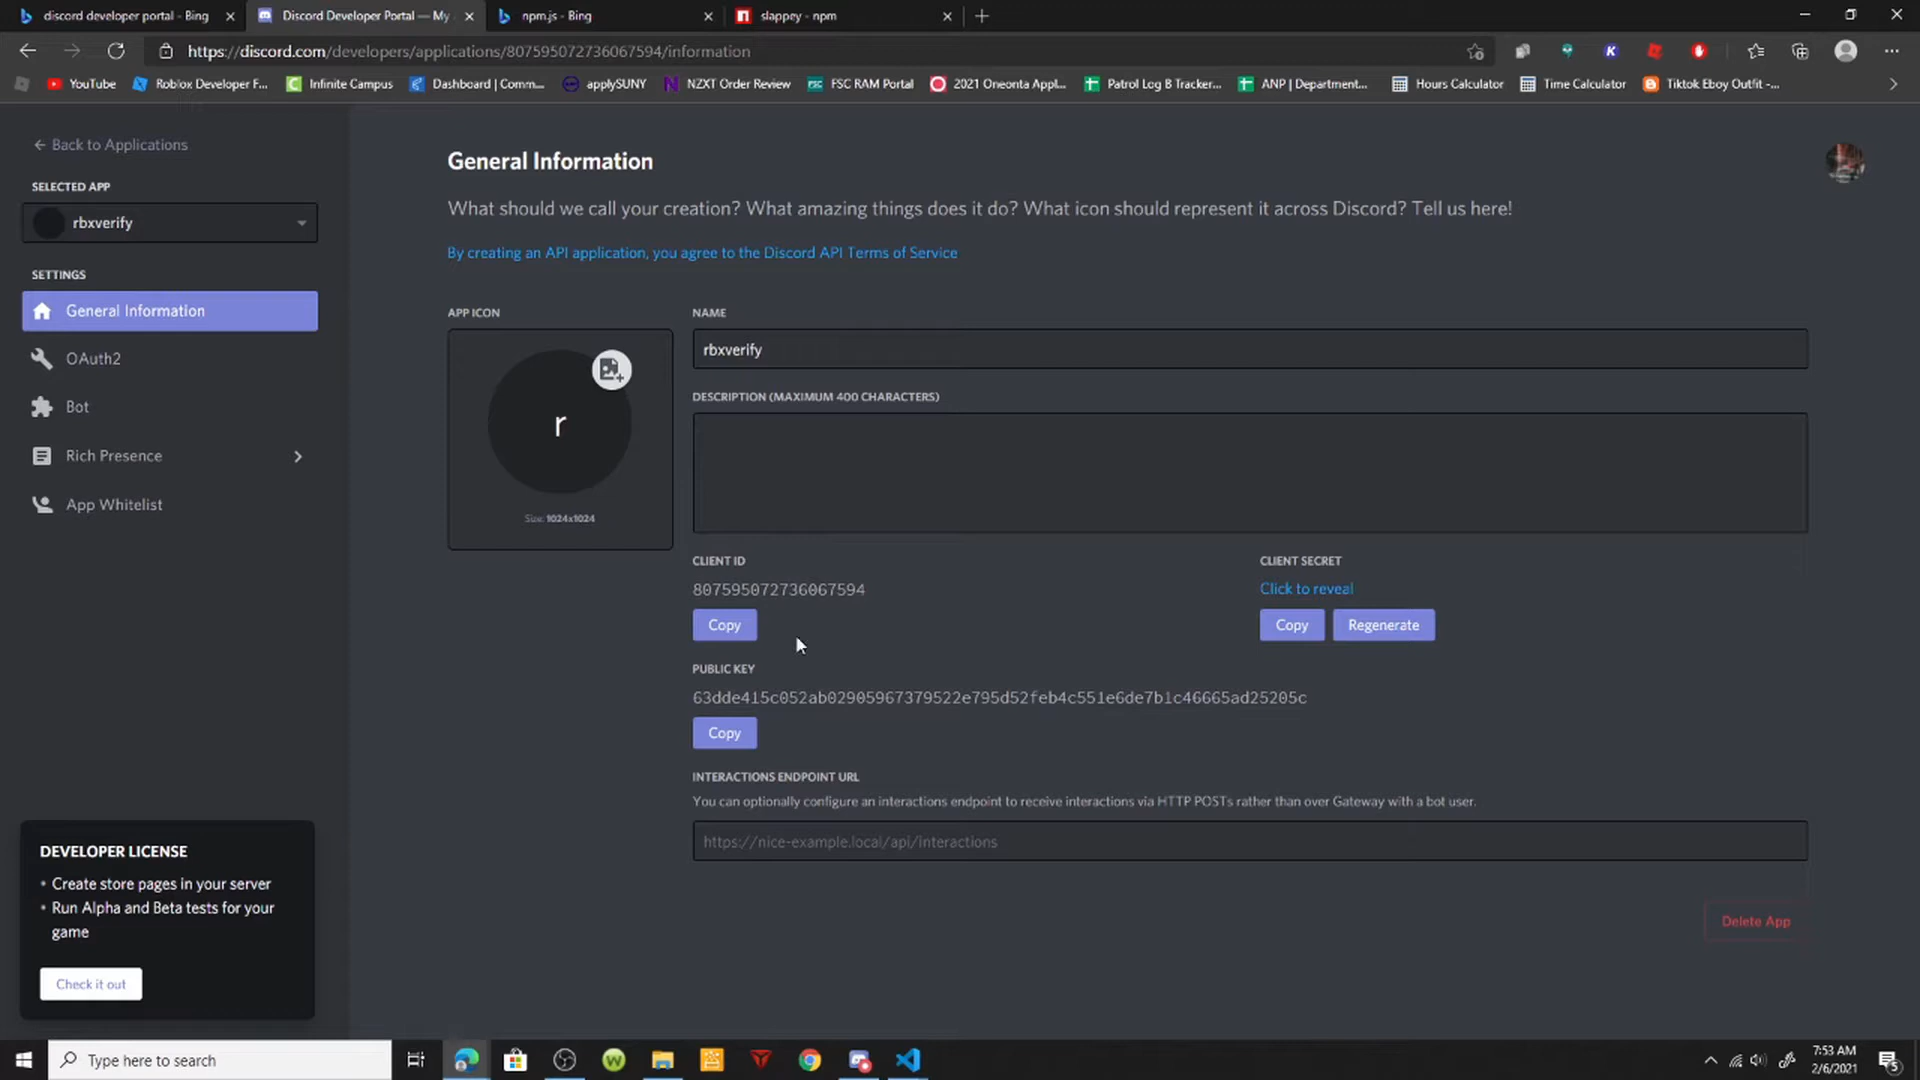 discord developer portal - Bing
Discord Developer Portal — My
npm.js - Bing
slappey - npm
https://discord.com/developers/applications/807595072736067594/information
YouTube
Roblox Developer F...
Infinite Campus
Dashboard | Comm...
applySUNY
NZXT Order Review
FSC RAM Portal
2021 Oneonta Appl...
Patrol Log B Tracker...
ANP | Department...
Hours Calculator
Time Calculator
Tiktok Eboy Outfit -...
Back to Applications
SELECTED APP
rbxverify
SETTINGS
General Information
OAuth2
Bot
Rich Presence
App Whitelist
DEVELOPER LICENSE
• Create store pages in your server
• Run Alpha and Beta tests for your
game
Check it out
General Information
What should we call your creation? What amazing things does it do? What icon should represent it across Discord? Tell us here!
By creating an API application, you agree to the Discord API Terms of Service
APP ICON
r
Size: 1024x1024
NAME
rbxverify
DESCRIPTION (MAXIMUM 400 CHARACTERS)
CLIENT ID
807595072736067594
Copy
CLIENT SECRET
Click to reveal
Copy
Regenerate
PUBLIC KEY
63dde415c052ab02905967379522e795d52feb4c551e6de7b1c46665ad25205c
Copy
INTERACTIONS ENDPOINT URL
You can optionally configure an interactions endpoint to receive interactions via HTTP POSTs rather than over Gateway with a bot user.
https://nice-example.local/api/interactions
Delete App
Type here to search
7:53 AM
2/6/2021